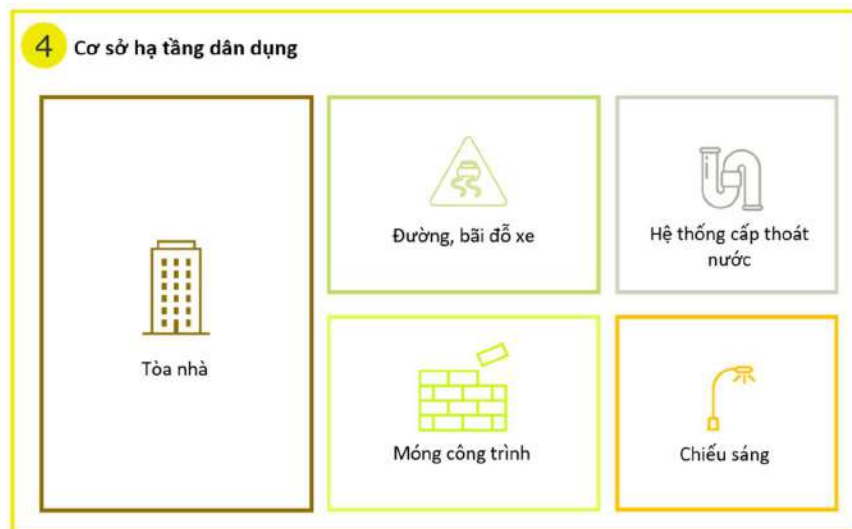 4 Cơ sở hạ tầng dân dụng
Tòa nhà
Đường, bãi đỗ xe
Hệ thống cấp thoát
nước
Móng công trình
Chiếu sáng